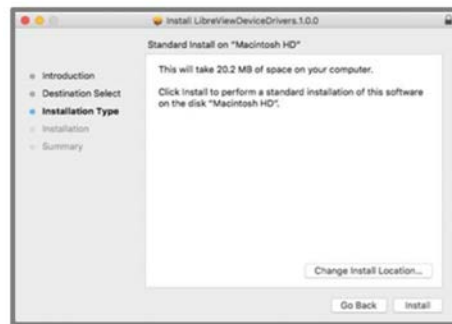 Install LibreViewDeviceDrivers.1.0.0
Standard Install on "Macintosh HD"
Introduction
Destination Select
Installation Type
Installation
Summary
This will take 20.2 MB of space on your computer.
Click Install to perform a standard installation of this software
on the disk "Macintosh HD".
Change Install Location...
Go Back
Install